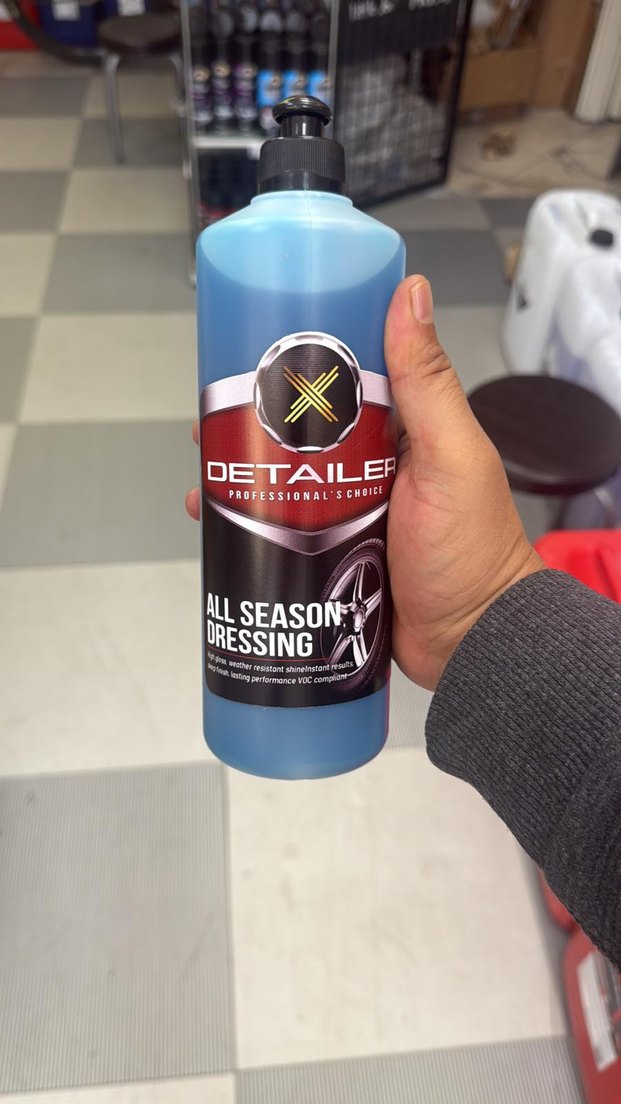 X
DETAILER
PROFESSIONAL'S CHOICE
ALL SEASON
DRESSING
High gloss, weather resistant shineInstant results,
deep finish, lasting performance VOC compliant